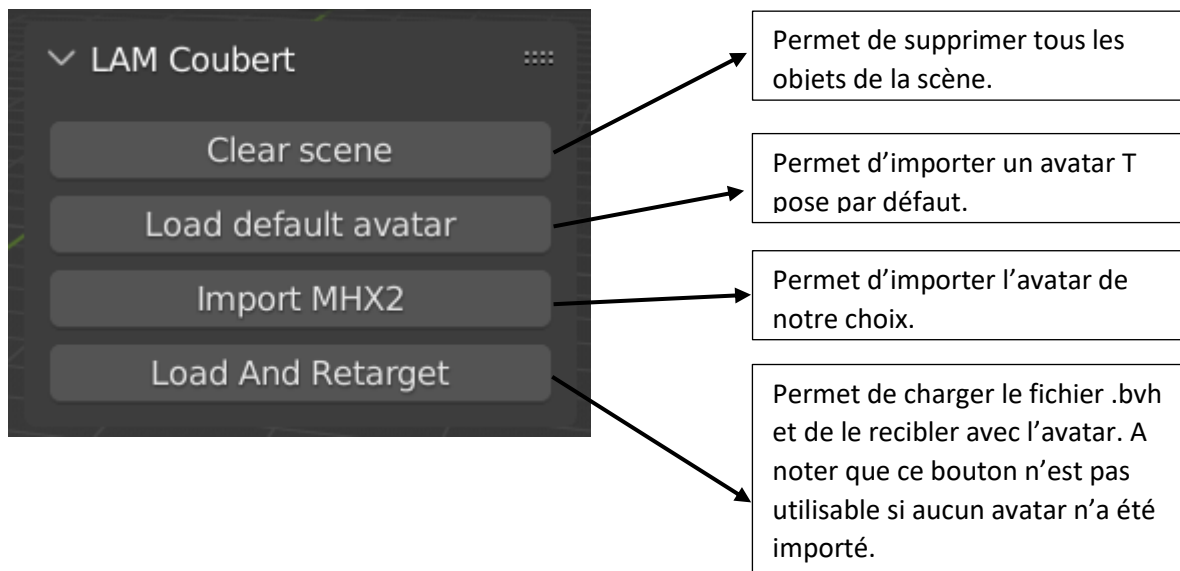 LAM Coubert
Clear scene
Load default avatar
Import MHX2
Load And Retarget
Permet de supprimer tous les
objets de la scène.
Permet d’importer un avatar T
pose par défaut.
Permet d’importer l’avatar de
notre choix.
Permet de charger le fichier .bvh
et de le recibler avec l’avatar. A
noter que ce bouton n’est pas
utilisable si aucun avatar n’a été
importé.